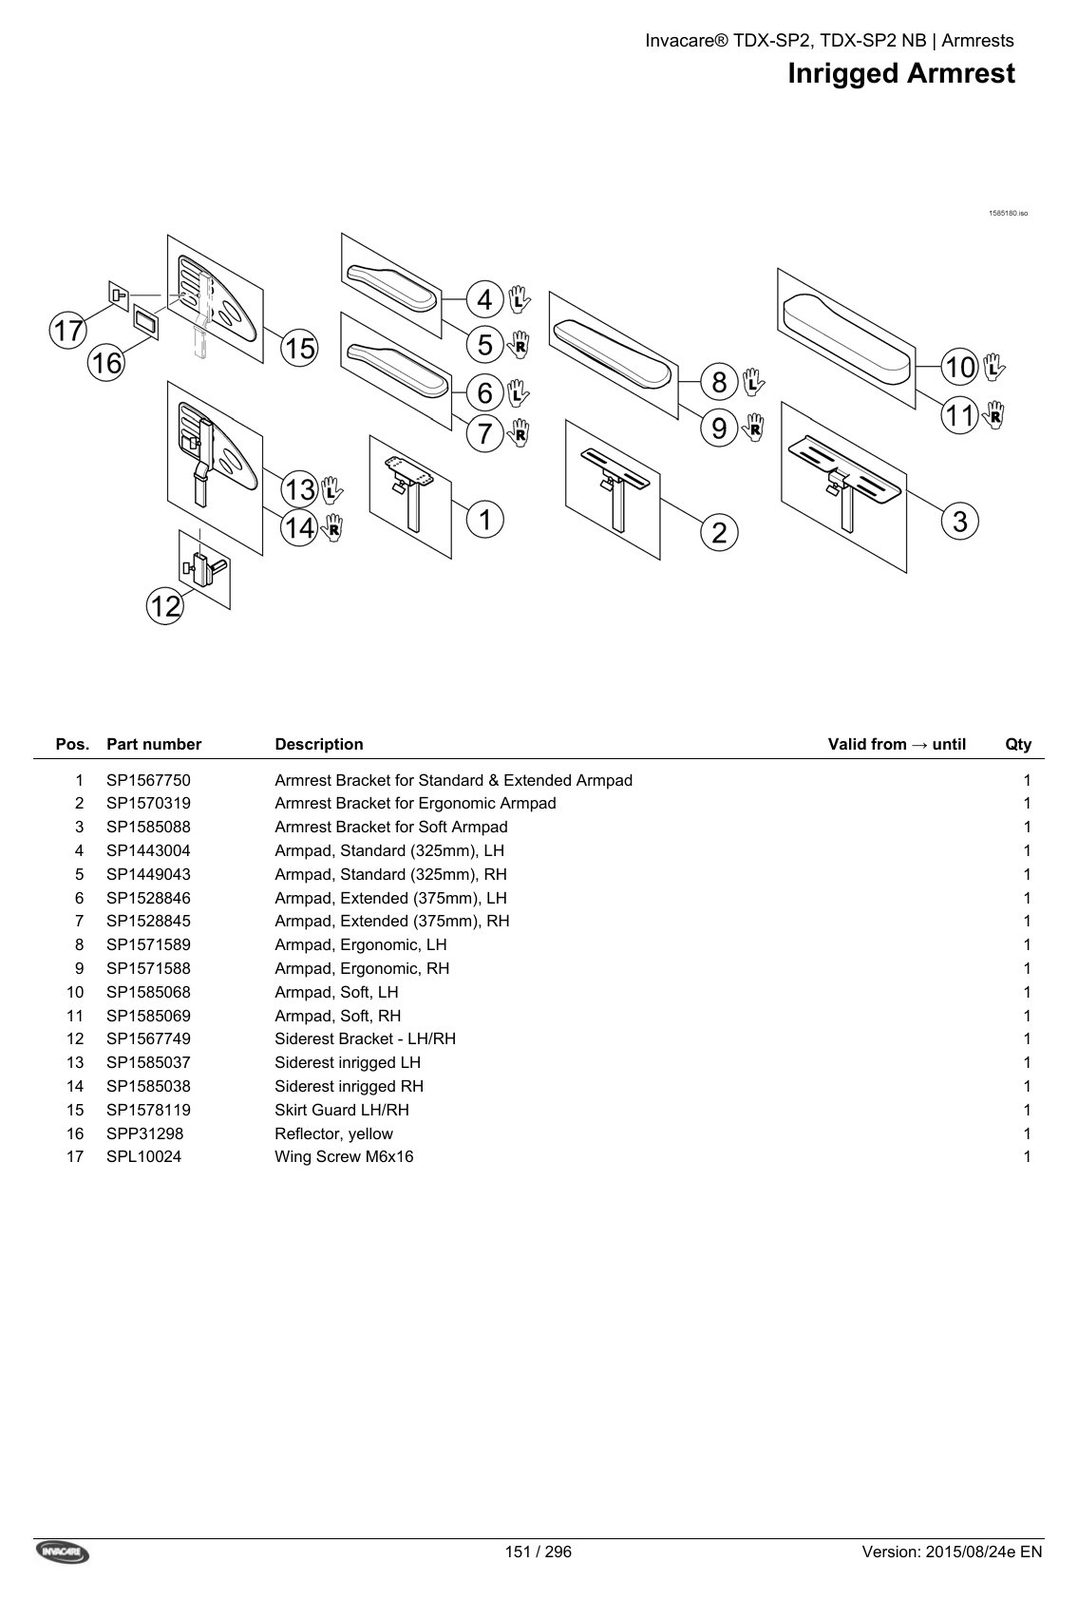 Invacare® TDX-SP2, TDX-SP2 NB | Armrests
Inrigged Armrest
1585180.iso
17
16
15
4 L
5 R
6 L
7 R
8 L
9 R
10 L
11 R
13 L
14 R
1
2
3
12
Pos. Part number Description Valid from → until Qty
1 SP1567750 Armrest Bracket for Standard & Extended Armpad 1
2 SP1570319 Armrest Bracket for Ergonomic Armpad 1
3 SP1585088 Armrest Bracket for Soft Armpad 1
4 SP1443004 Armpad, Standard (325mm), LH 1
5 SP1449043 Armpad, Standard (325mm), RH 1
6 SP1528846 Armpad, Extended (375mm), LH 1
7 SP1528845 Armpad, Extended (375mm), RH 1
8 SP1571589 Armpad, Ergonomic, LH 1
9 SP1571588 Armpad, Ergonomic, RH 1
10 SP1585068 Armpad, Soft, LH 1
11 SP1585069 Armpad, Soft, RH 1
12 SP1567749 Siderest Bracket - LH/RH 1
13 SP1585037 Siderest inrigged LH 1
14 SP1585038 Siderest inrigged RH 1
15 SP1578119 Skirt Guard LH/RH 1
16 SPP31298 Reflector, yellow 1
17 SPL10024 Wing Screw M6x16 1
INVACARE 151 / 296 Version: 2015/08/24e EN